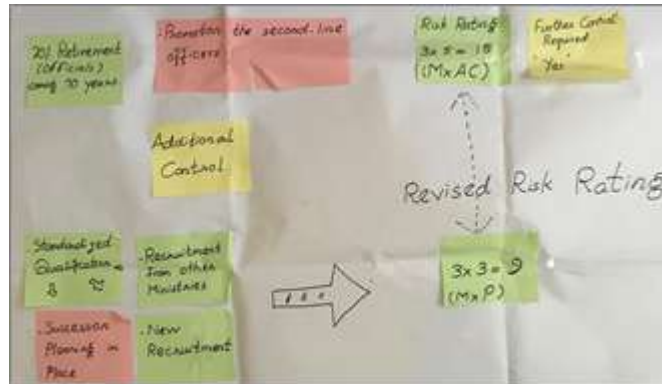 20% Retirement
(Officials)
10 years
Promotion the second-line
officers
Risk Rating
3x5 = 15
(MxAC)
Further Control
Required
"Yes"
Additional
Control
Revised Risk Rating
Standardized
Qualification
Recruitment
from other
Ministries
3x3 = 9
(MxP)
Succession
Planning in
Place
New
Recruitment